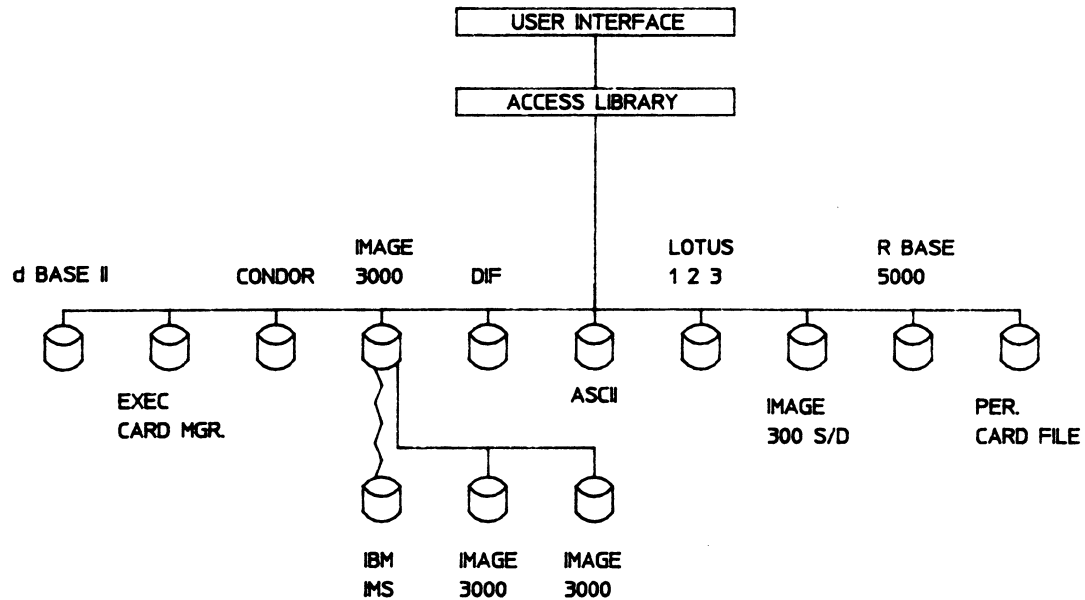 USER INTERFACE
ACCESS LIBRARY
d BASE II
CONDOR
IMAGE
3000
DIF
LOTUS
1 2 3
R BASE
5000
EXEC
CARD MGR.
ASCII
IMAGE
300 S/D
PER.
CARD FILE
IBM
IMS
IMAGE
3000
IMAGE
3000